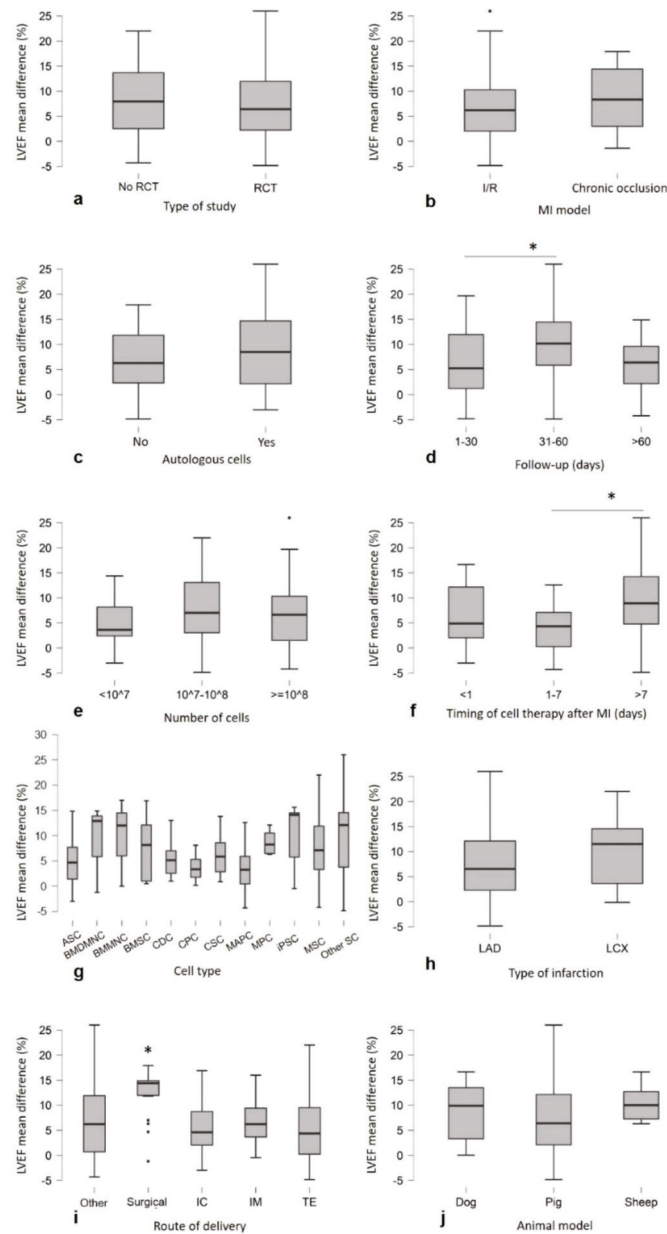 LVEF mean difference (%)
25
20
15
10
5
0
-5
No RCT RCT
a Type of study
LVEF mean difference (%)
25
20
15
10
5
0
-5
I/R Chronic occlusion
b MI model
LVEF mean difference (%)
25
20
15
10
5
0
-5
No Yes
c Autologous cells
LVEF mean difference (%)
25
20
15
10
5
0
-5
*
1-30 31-60 >60
d Follow-up (days)
LVEF mean difference (%)
25
20
15
10
5
0
-5
<10^7 10^7-10^8 >=10^8
e Number of cells
LVEF mean difference (%)
25
20
15
10
5
0
-5
*
<1 1-7 >7
f Timing of cell therapy after MI (days)
LVEF mean difference (%)
30
25
20
15
10
5
0
-5
ASC BMDMNC BMMNC BMSC CDC CPC CSC MAPC MPC iPSC MSC Other SC
g Cell type
LVEF mean difference (%)
25
20
15
10
5
0
-5
LAD LCX
h Type of infarction
LVEF mean difference (%)
25
20
15
10
5
0
-5
*
Other Surgical IC IM TE
i Route of delivery
LVEF mean difference (%)
25
20
15
10
5
0
-5
Dog Pig Sheep
j Animal model